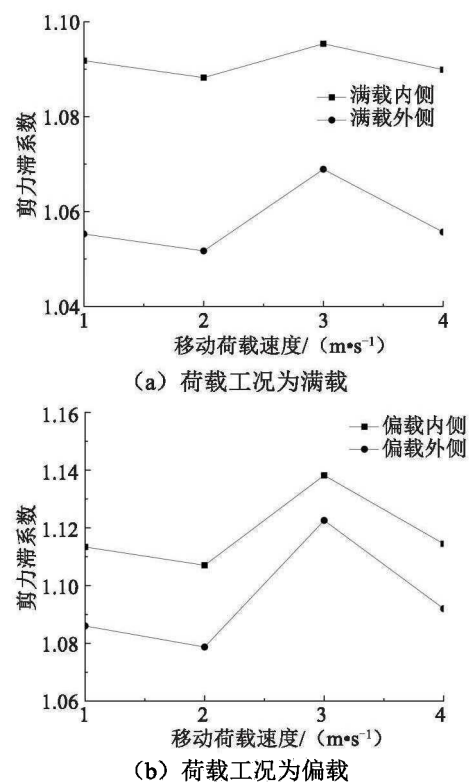 1.10
1.08
1.06
1.04
剪力滞系数
满载内侧
满载外侧
1 2 3 4
移动荷载速度/（m•s⁻¹）
（a）荷载工况为满载
1.16
1.14
1.12
1.10
1.08
1.06
剪力滞系数
偏载内侧
偏载外侧
1 2 3 4
移动荷载速度/（m•s⁻¹）
（b）荷载工况为偏载